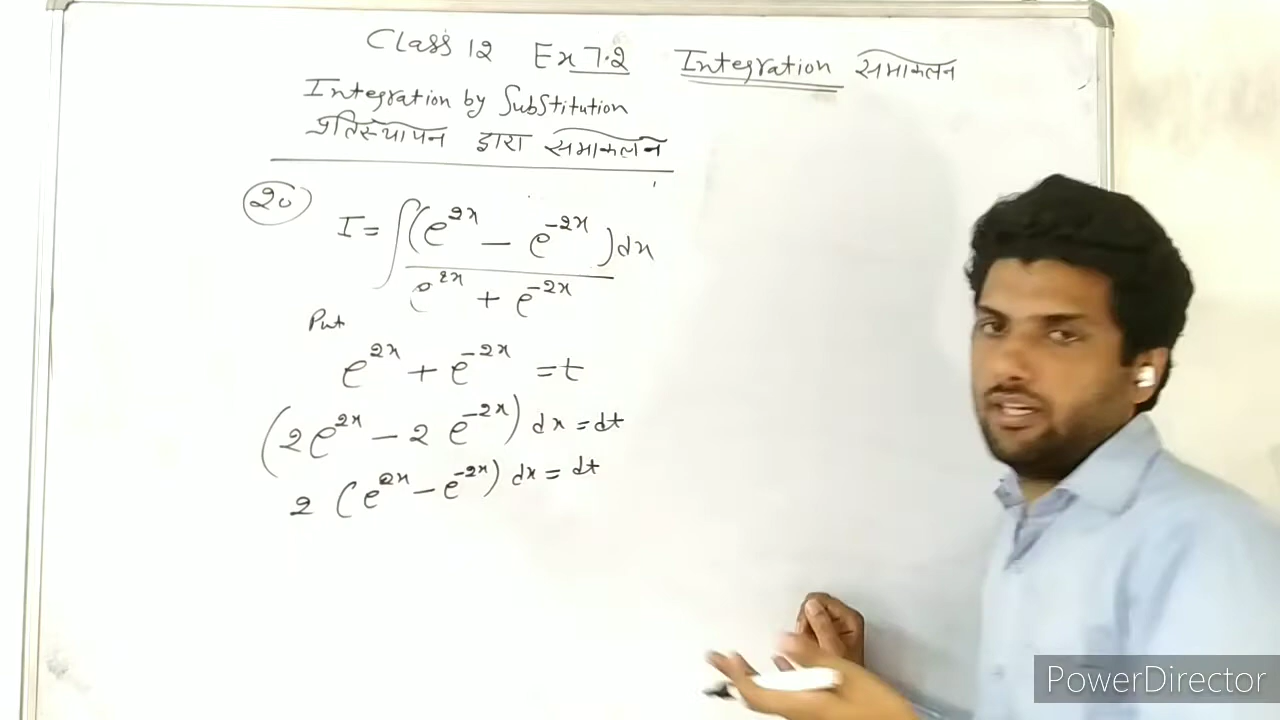 Class 12 Ex 7.2 Integration समाकलन
Integration by Substitution
प्रतिस्थापन द्वारा समाकलन
20 I = ∫ (e^{2x} - e^{-2x}) dx
e^{2x} + e^{-2x}
Put
e^{2x} + e^{-2x} = t
(2e^{2x} - 2 e^{-2x}) dx = dt
2 (e^{2x} - e^{-2x}) dx = dt
PowerDirector